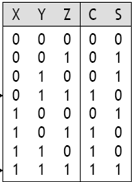 X Y Z C S
0 0 0 0 0
0 0 1 0 1
0 1 0 0 1
0 1 1 1 0
1 0 0 0 1
1 0 1 1 0
1 1 0 1 0
1 1 1 1 1